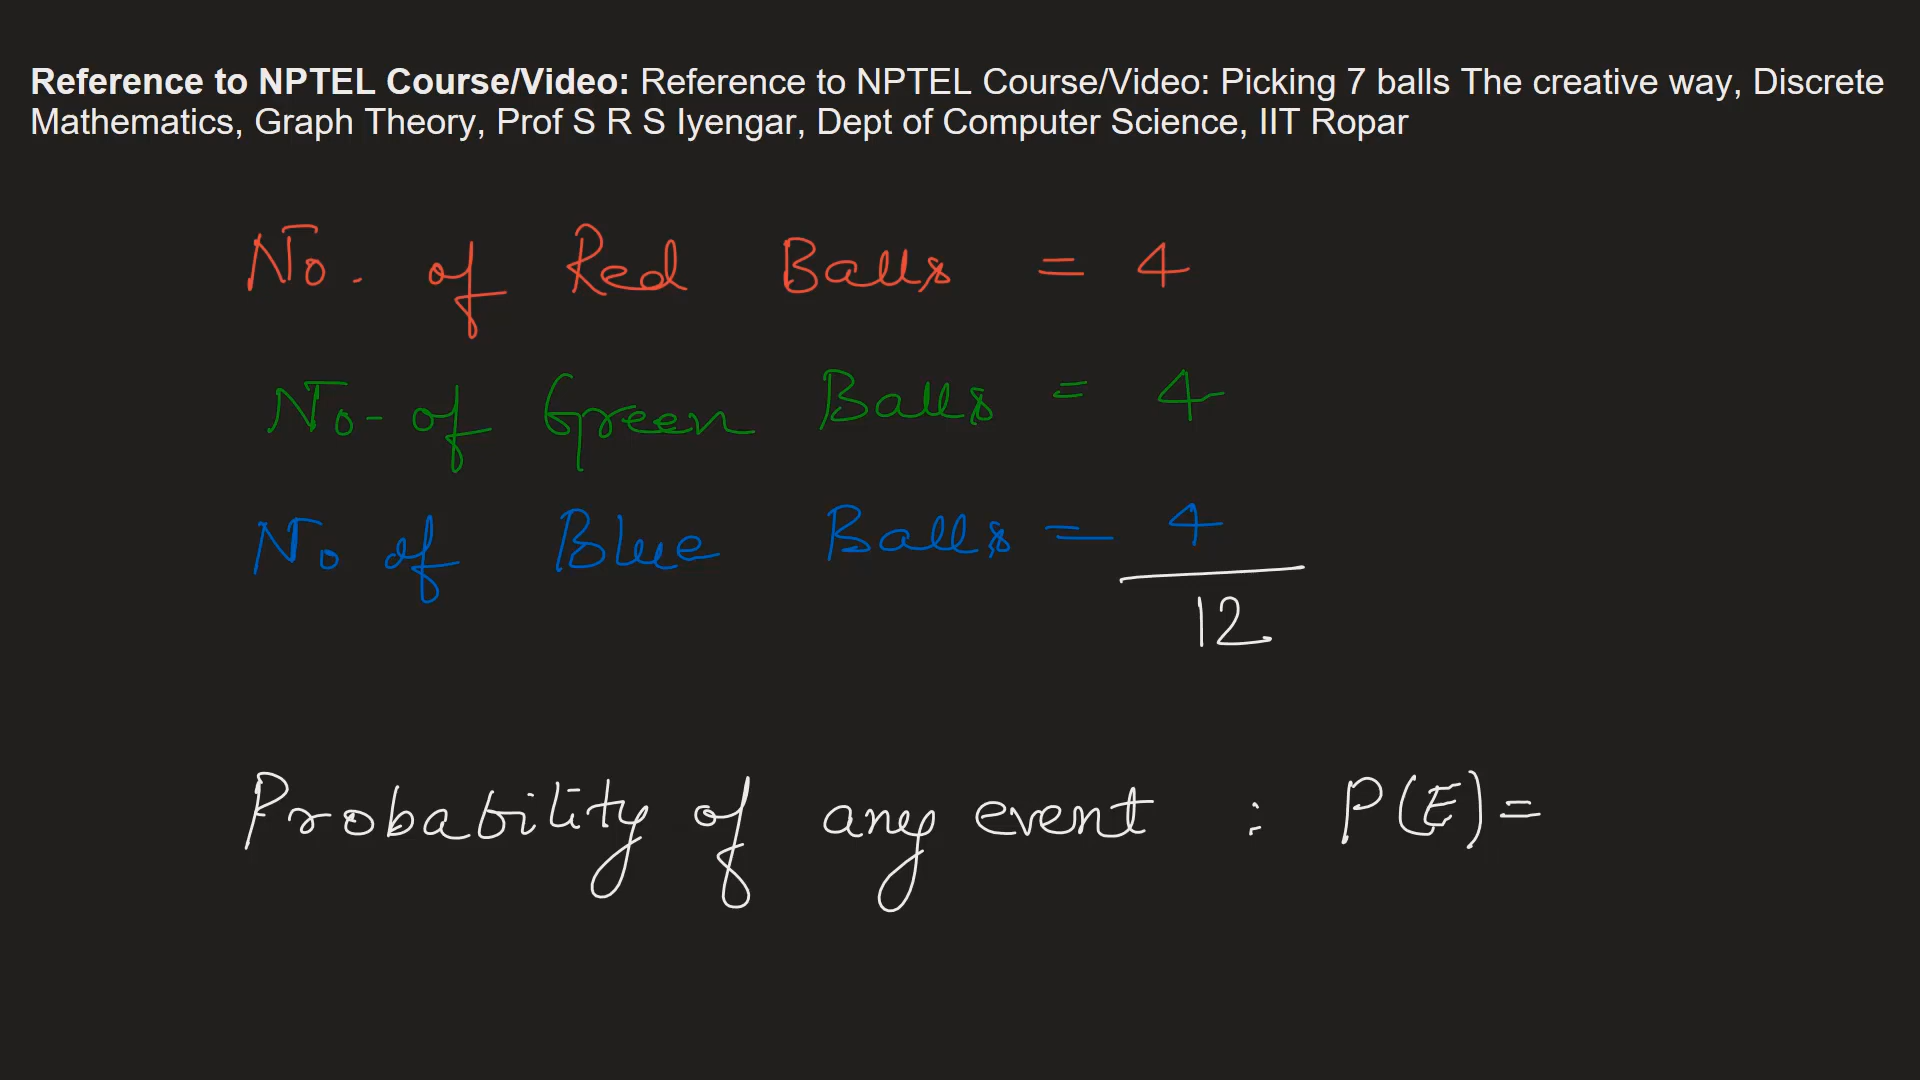 Reference to NPTEL Course/Video: Reference to NPTEL Course/Video: Picking 7 balls The creative way, Discrete
Mathematics, Graph Theory, Prof S R S Iyengar, Dept of Computer Science, IIT Ropar
No. of Red Balls = 4
No- of Green Balls = 4
No of Blue Balls = 4
12
Probability of any event : P(E)=